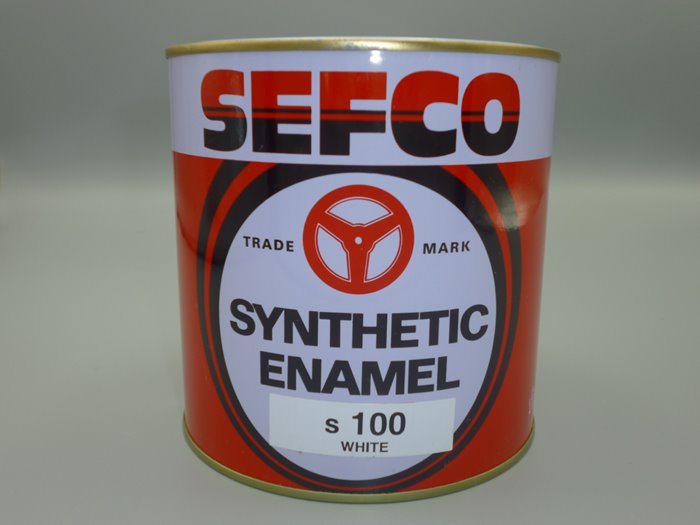 SEFCO
TRADE MARK
SYNTHETIC
ENAMEL
s 100
WHITE